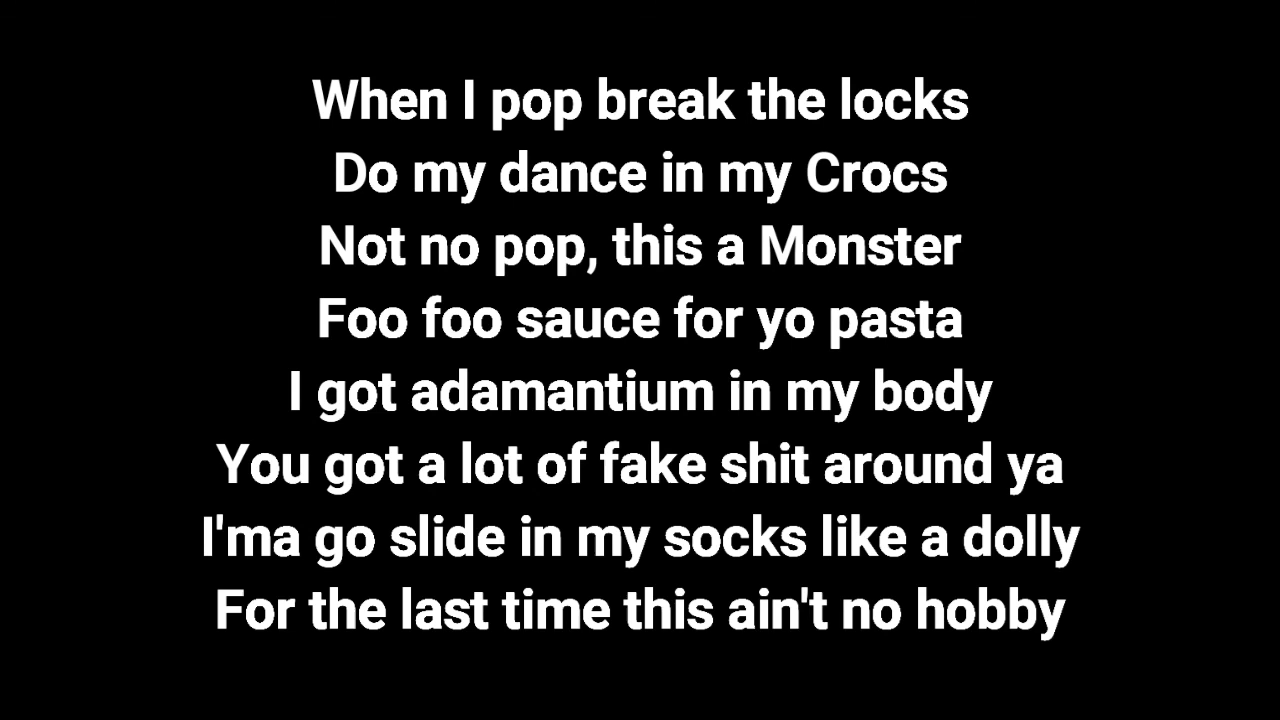 When I pop break the locks
Do my dance in my Crocs
Not no pop, this a Monster
Foo foo sauce for yo pasta
I got adamantium in my body
You got a lot of fake shit around ya
I'ma go slide in my socks like a dolly
For the last time this ain't no hobby